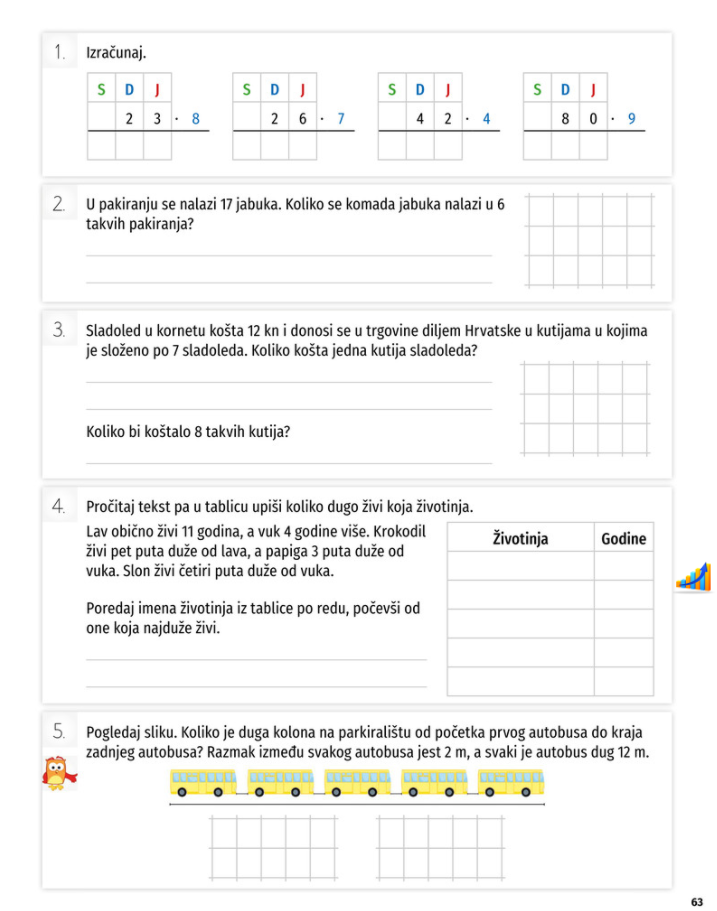 1. Izračunaj.
S D J
2 3 · 8
S D J
2 6 · 7
S D J
4 2 · 4
S D J
8 0 · 9
2. U pakiranju se nalazi 17 jabuka. Koliko se komada jabuka nalazi u 6
takvih pakiranja?
3. Sladoled u kornetu košta 12 kn i donosi se u trgovine diljem Hrvatske u kutijama u kojima
je složeno po 7 sladoleda. Koliko košta jedna kutija sladoleda?
Koliko bi koštalo 8 takvih kutija?
4. Pročitaj tekst pa u tablicu upiši koliko dugo živi koja životinja.
Lav obično živi 11 godina, a vuk 4 godine više. Krokodil
živi pet puta duže od lava, a papiga 3 puta duže od
vuka. Slon živi četiri puta duže od vuka.
Poredaj imena životinja iz tablice po redu, počevši od
one koja najduže živi.
Životinja Godine
5. Pogledaj sliku. Koliko je duga kolona na parkiralištu od početka prvog autobusa do kraja
zadnjeg autobusa? Razmak između svakog autobusa jest 2 m, a svaki je autobus dug 12 m.
63